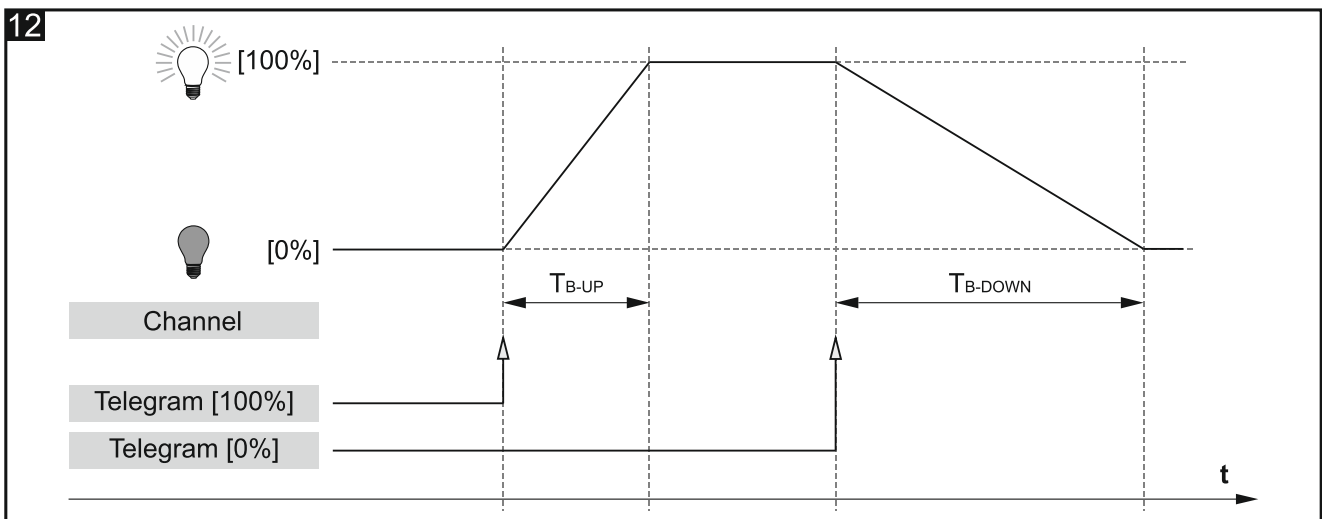 12
[100%]
[0%]
TB-UP
TB-DOWN
Channel
Telegram [100%]
Telegram [0%]
t